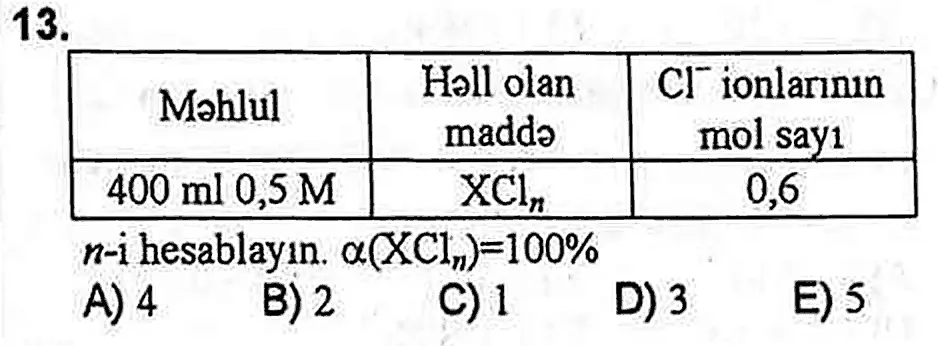 13.
Məhlul
Həll olan
maddə
Cl⁻ ionlarının
mol sayı
400 ml 0,5 M
XClₙ
0,6
n-i hesablayın. α(XClₙ)=100%
A) 4 B) 2 C) 1 D) 3 E) 5